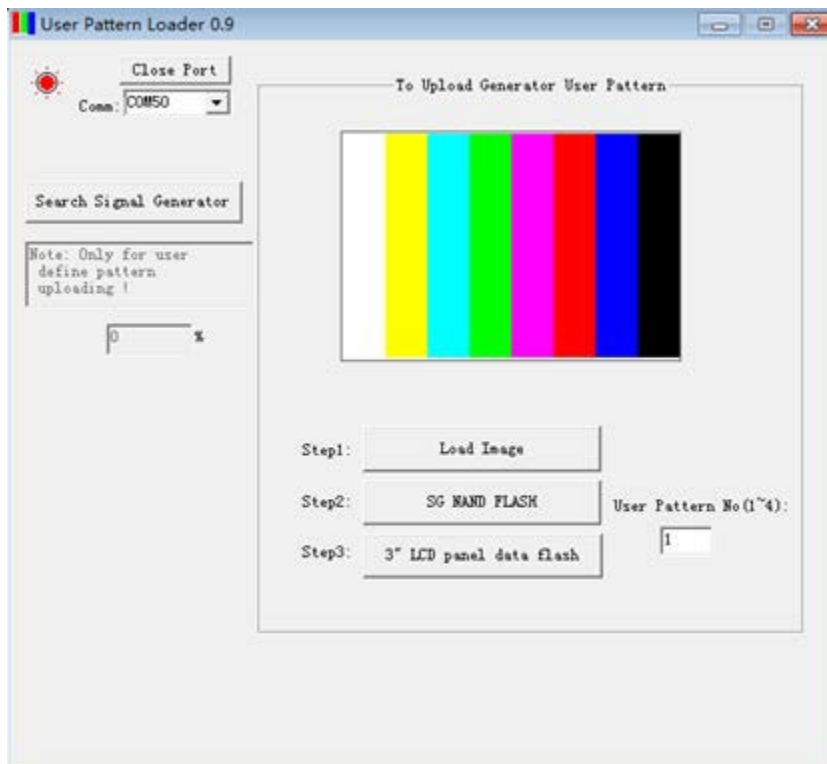 User Pattern Loader 0.9
Close Port
Comm: COM50
Search Signal Generator
Note: Only for user
define pattern
uploading !
0 %
To Upload Generator User Pattern
Step1: Load Image
Step2: SG NAND FLASH
User Pattern No(1~4):
1
Step3: 3" LCD panel data flash